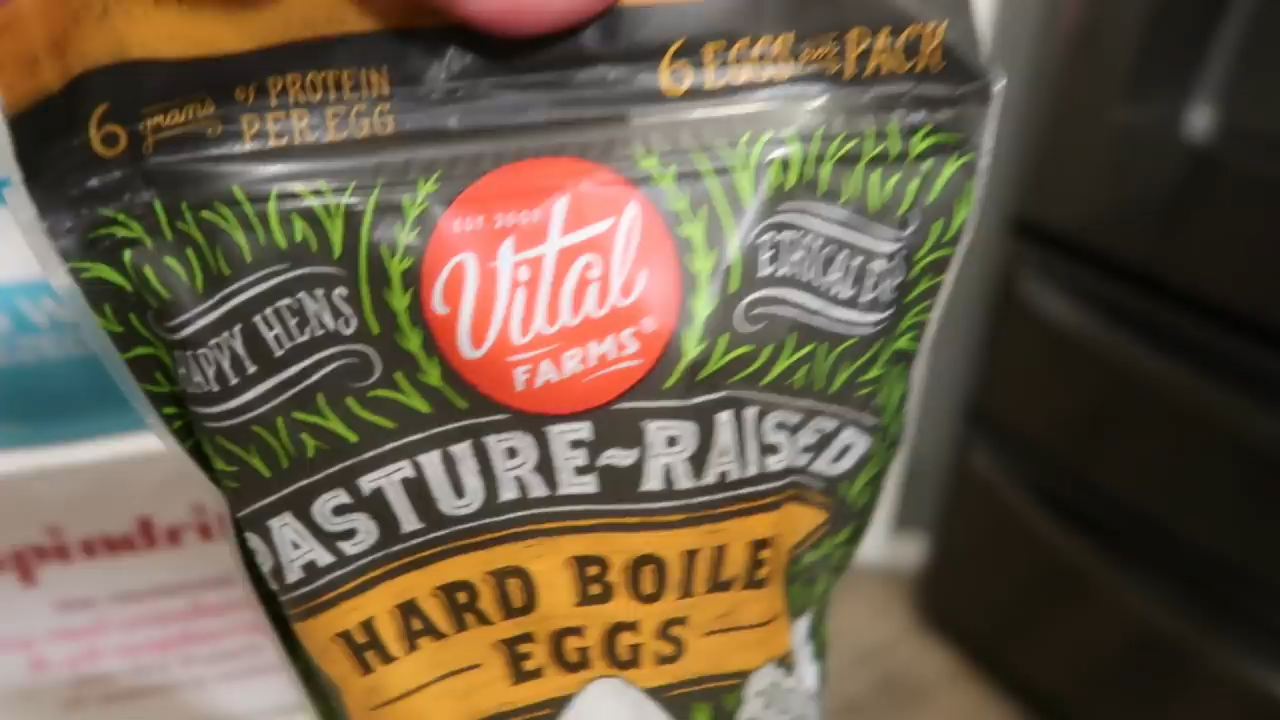 6 grams of PROTEIN
PER EGG
6 EGGS PER PACK
EST. 2007
Vital
FARMS
HAPPY HENS
PASTURE~RAISED
HARD BOILE
EGGS
pindri